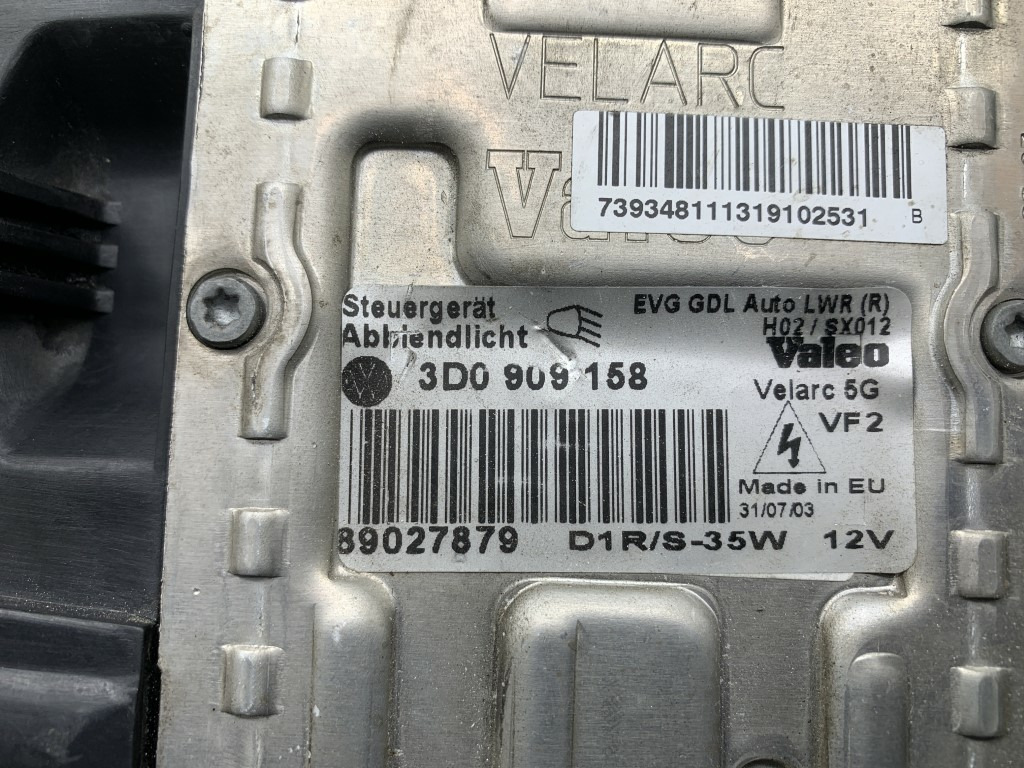 VELARC
Valeo
739348111319102531 B
Steuergerät
Abblendlicht
EVG GDL Auto LWR (R)
H02 / SX012
Valeo
3D0 909 158
Velarc 5G
VF2
Made in EU
31/07/03
89027879 D1R/S-35W 12V